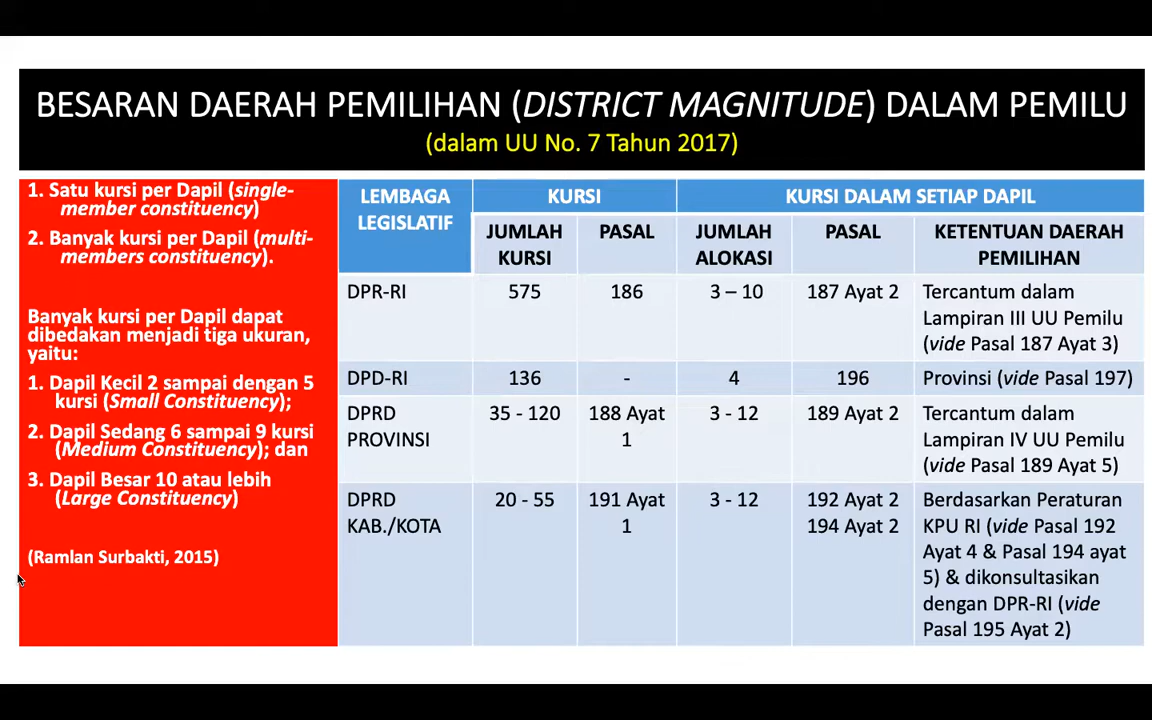 BESARAN DAERAH PEMILIHAN (DISTRICT MAGNITUDE) DALAM PEMILU
(dalam UU No. 7 Tahun 2017)
1. Satu kursi per Dapil (single-
member constituency)
2. Banyak kursi per Dapil (multi-
members constituency).
Banyak kursi per Dapil dapat
dibedakan menjadi tiga ukuran,
yaitu:
1. Dapil Kecil 2 sampai dengan 5
kursi (Small Constituency);
2. Dapil Sedang 6 sampai 9 kursi
(Medium Constituency); dan
3. Dapil Besar 10 atau lebih
(Large Constituency)
(Ramlan Surbakti, 2015)
LEMBAGA
LEGISLATIF
KURSI
KURSI DALAM SETIAP DAPIL
JUMLAH
KURSI
PASAL
JUMLAH
ALOKASI
PASAL
KETENTUAN DAERAH
PEMILIHAN
DPR-RI
575
186
3 – 10
187 Ayat 2
Tercantum dalam
Lampiran III UU Pemilu
(vide Pasal 187 Ayat 3)
DPD-RI
136
-
4
196
Provinsi (vide Pasal 197)
DPRD
PROVINSI
35 - 120
188 Ayat
1
3 - 12
189 Ayat 2
Tercantum dalam
Lampiran IV UU Pemilu
(vide Pasal 189 Ayat 5)
DPRD
KAB./KOTA
20 - 55
191 Ayat
1
3 - 12
192 Ayat 2
194 Ayat 2
Berdasarkan Peraturan
KPU RI (vide Pasal 192
Ayat 4 & Pasal 194 ayat
5) & dikonsultasikan
dengan DPR-RI (vide
Pasal 195 Ayat 2)